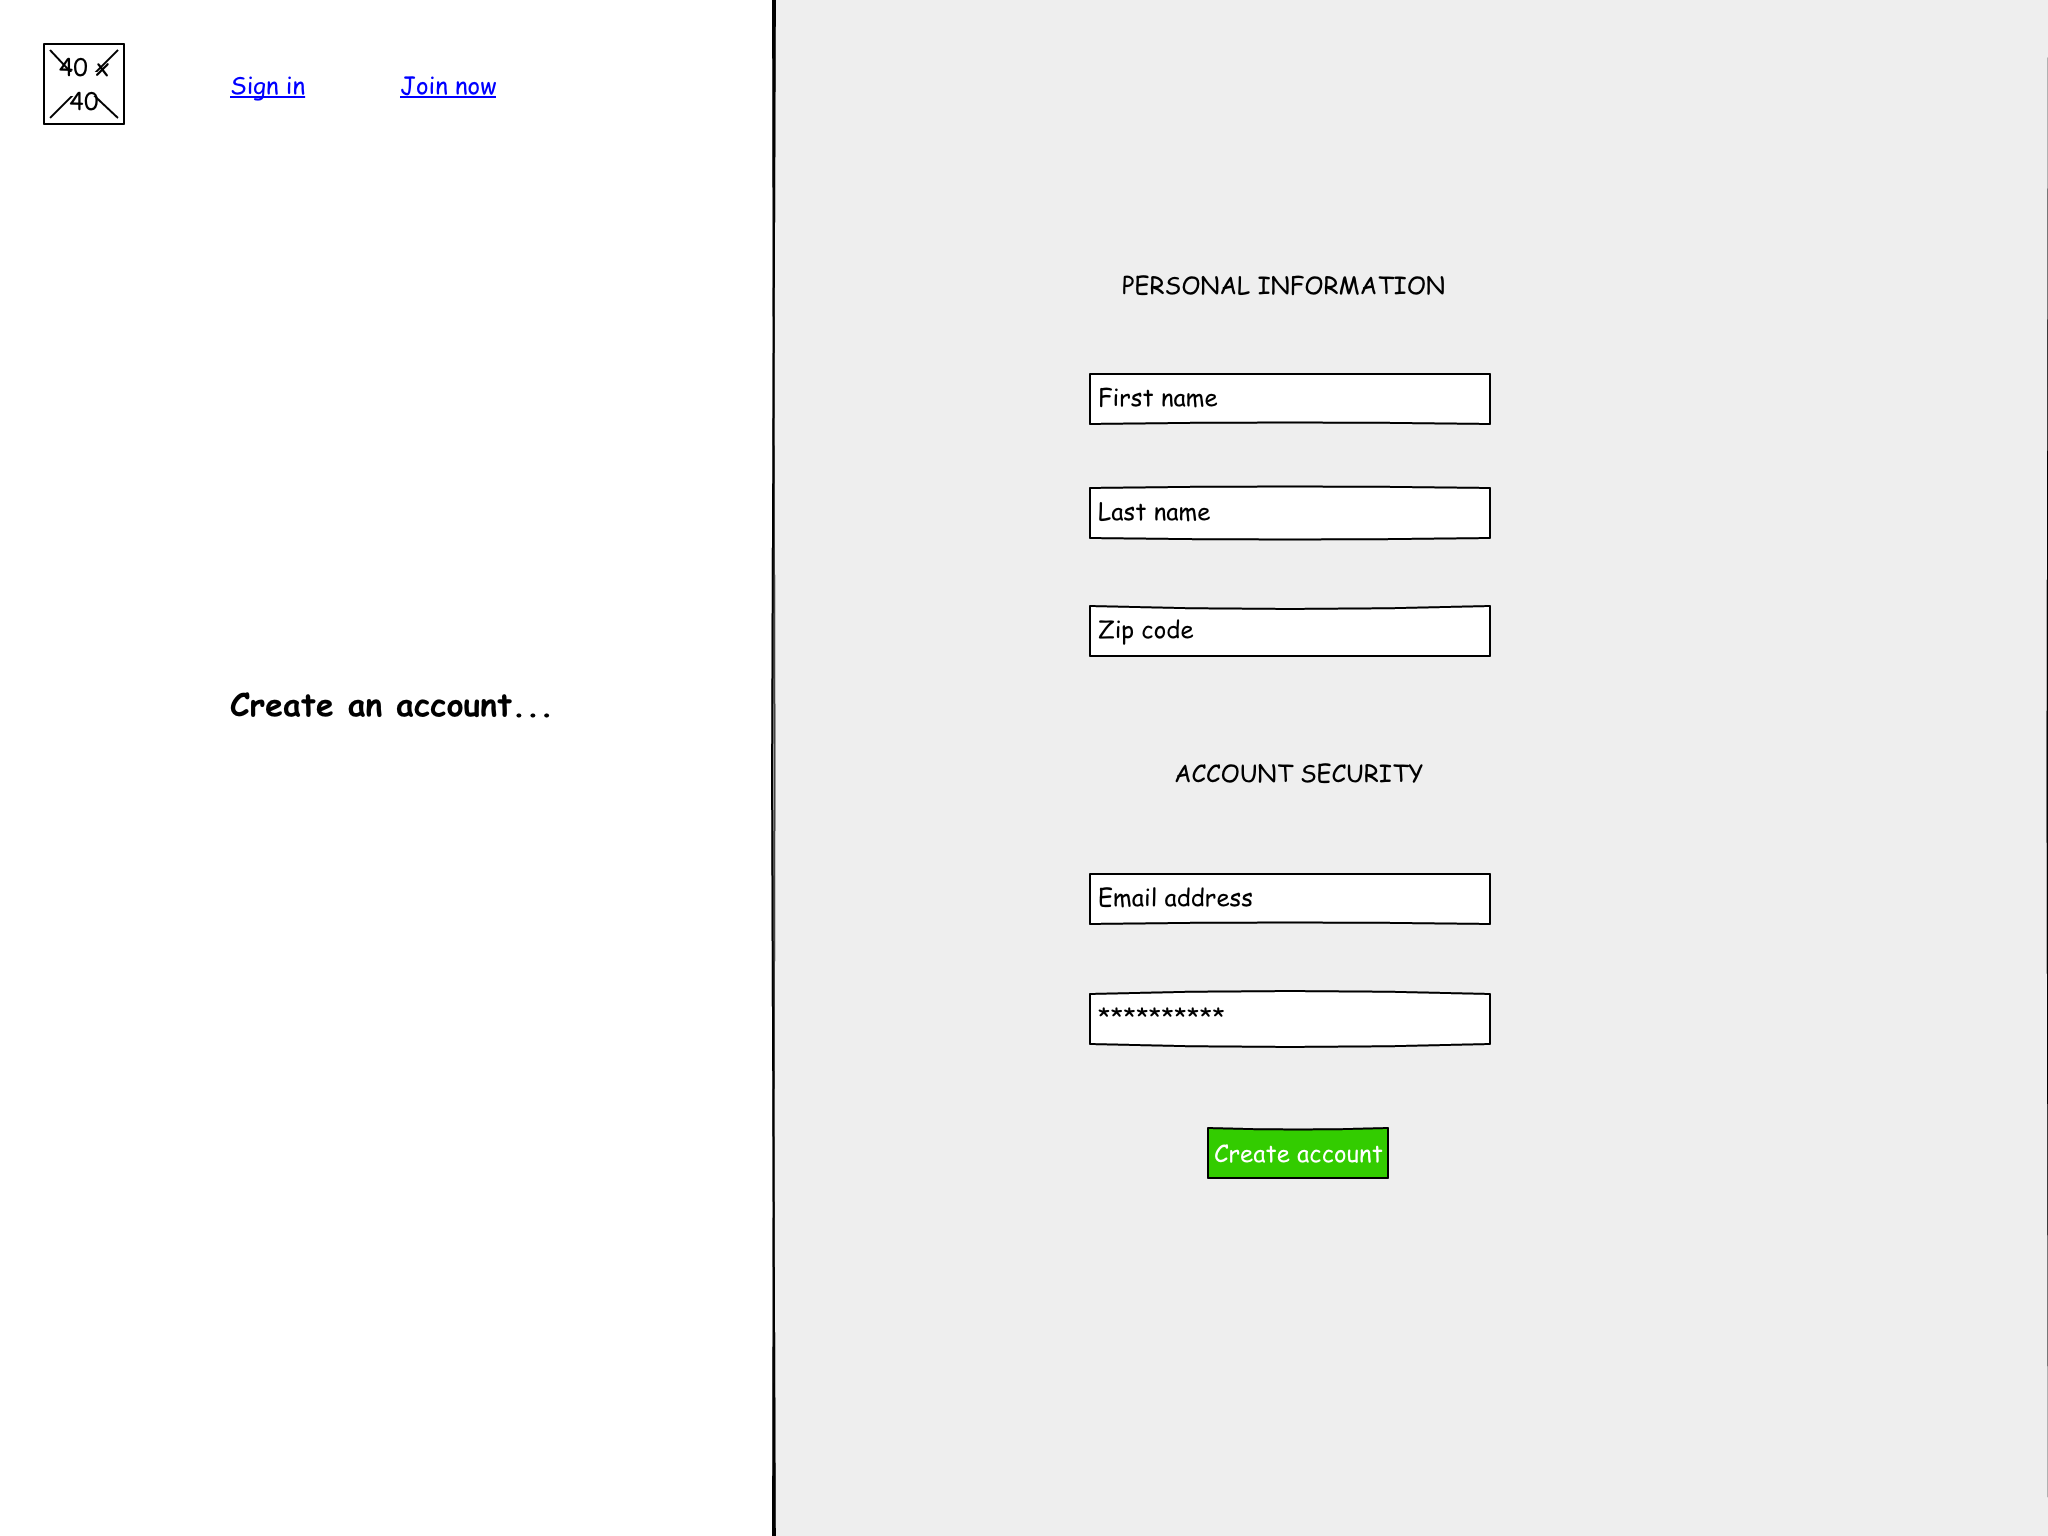 40 x
40
Sign in
Join now
Create an account...
PERSONAL INFORMATION
First name
Last name
Zip code
ACCOUNT SECURITY
Email address
**********
Create account